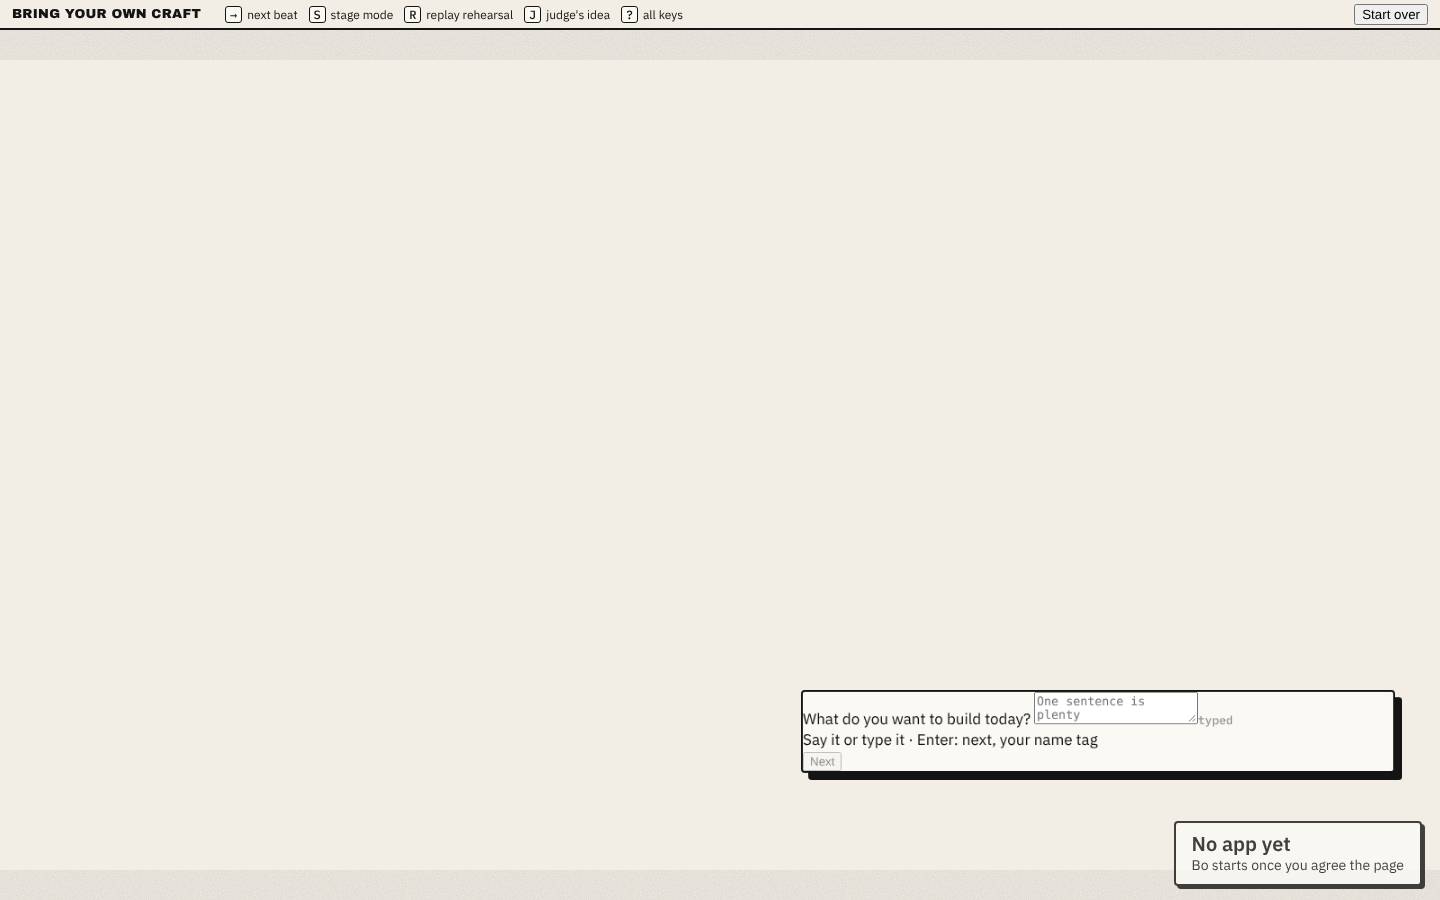 BRING YOUR OWN CRAFT → next beat S stage mode R replay rehearsal J judge's idea ? all keys Start over
What do you want to build today? One sentence is plenty typed
Say it or type it · Enter: next, your name tag
Next
No app yet
Bo starts once you agree the page